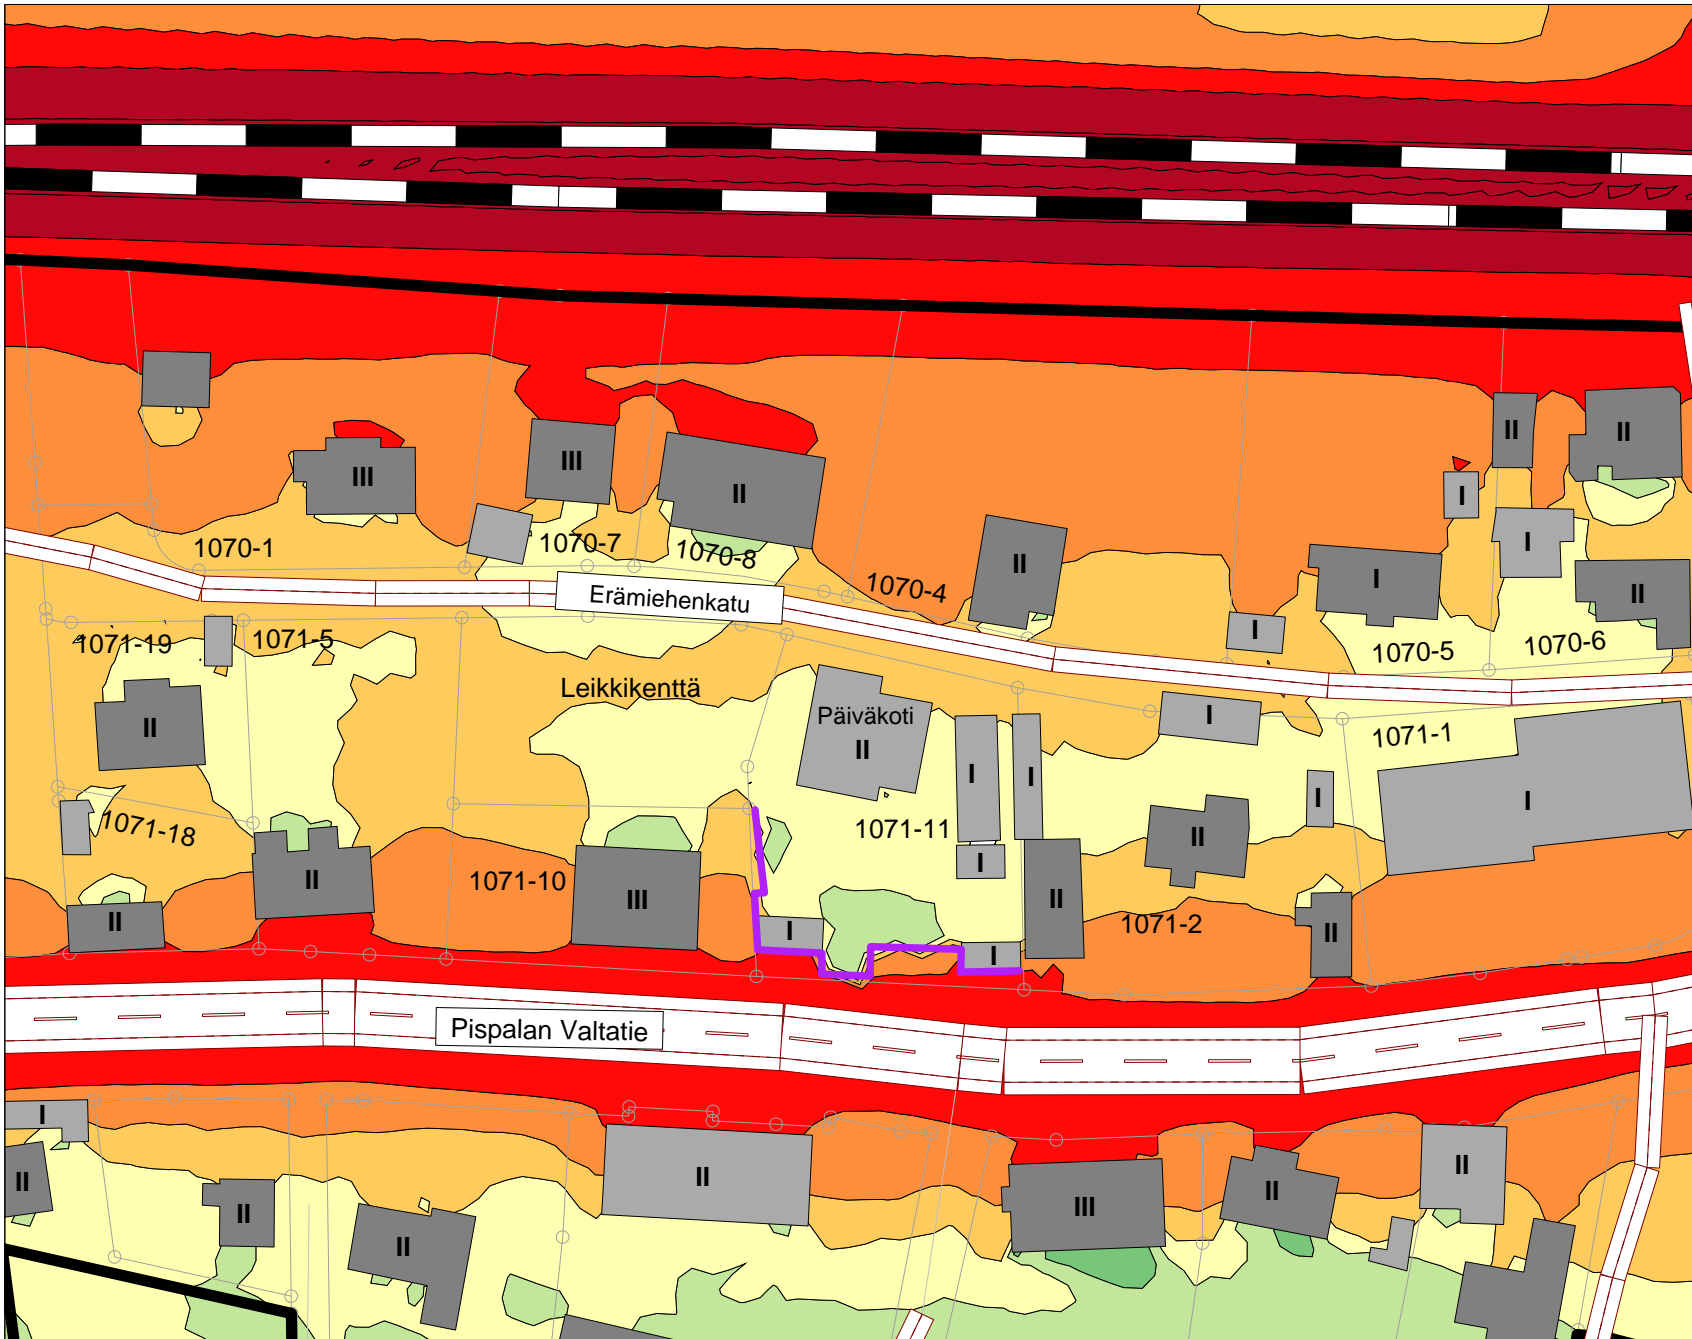 II
II
III
III
II
I
I
II
I
II
1070-1
1070-7
1070-8
1070-4
Erämiehenkatu
I
1070-5
1070-6
1071-19
1071-5
Leikkikenttä
Päiväkoti
II
II
I
I
I
1071-1
I
I
1071-18
1071-11
II
I
II
1071-10
III
II
1071-2
II
II
I
I
Pispalan Valtatie
I
II
II
II
II
III
II
II